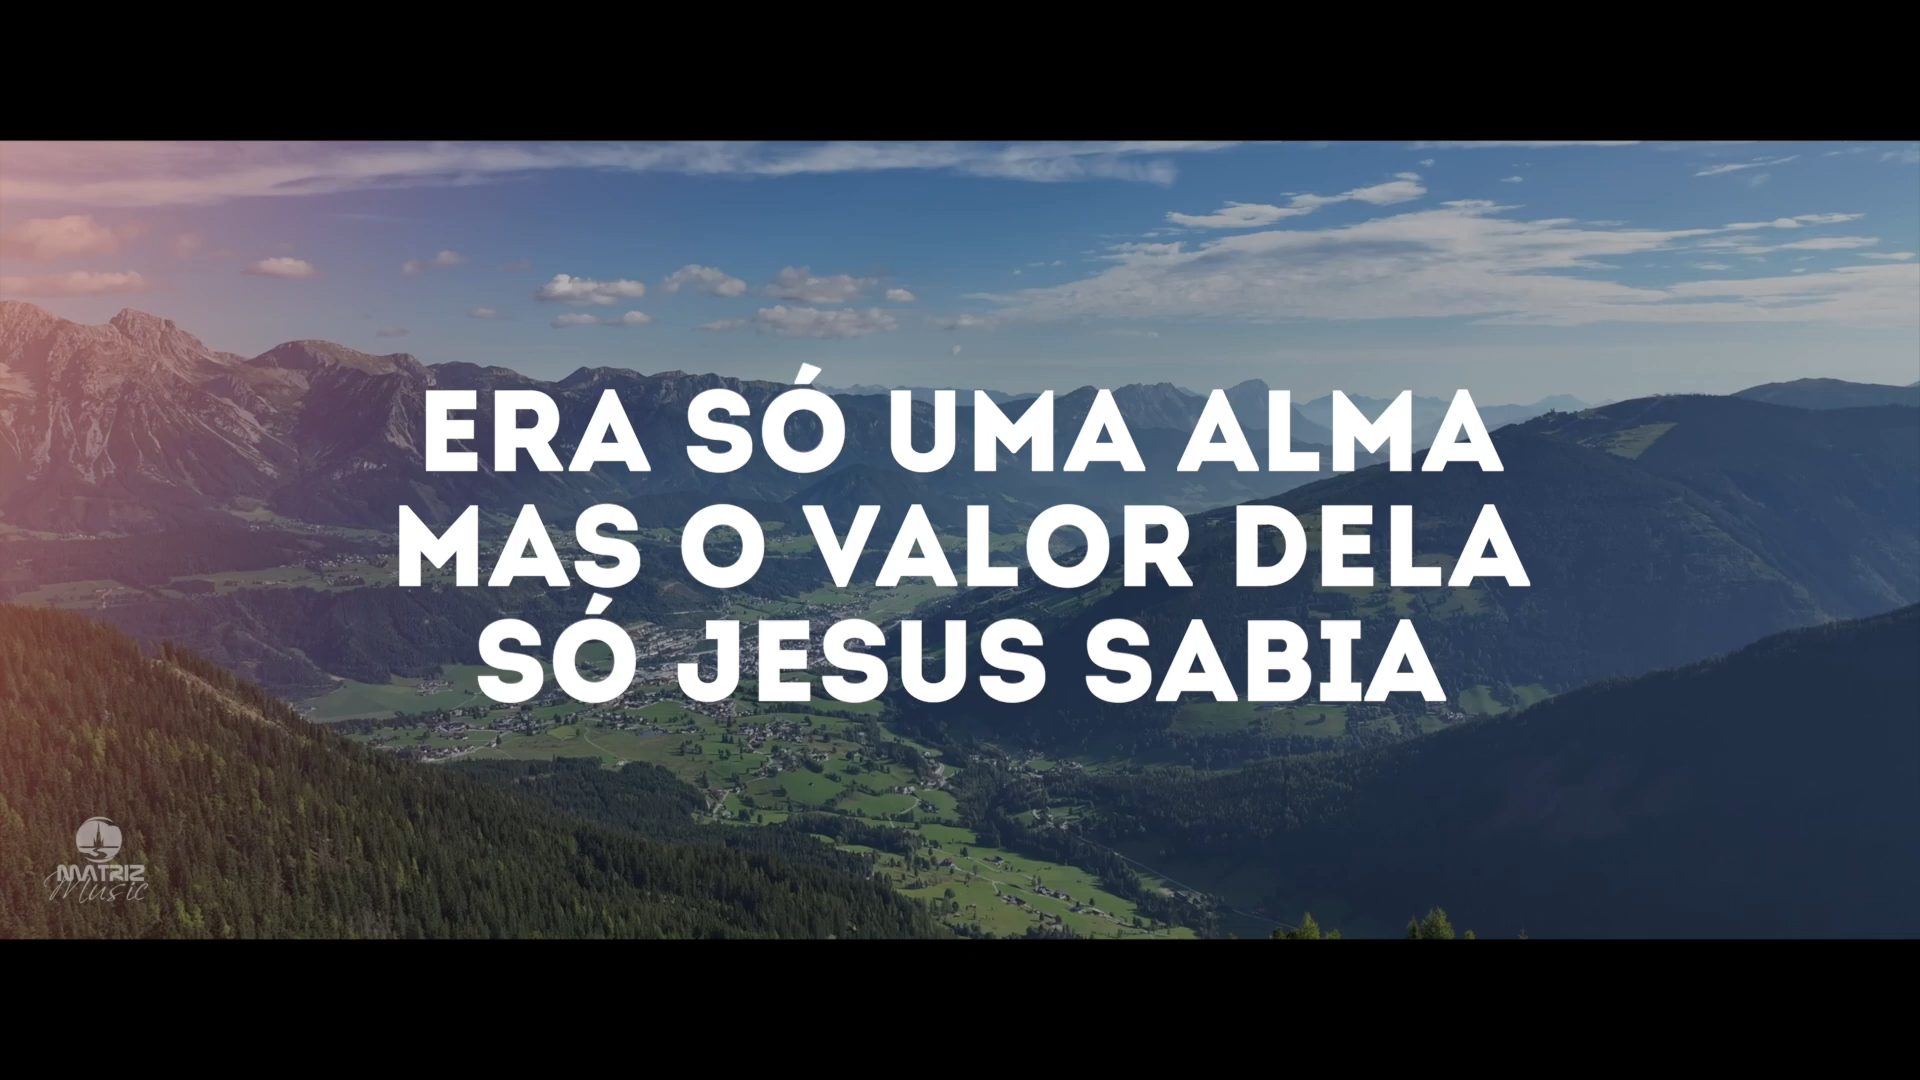 ERA SÓ UMA ALMA
MAS O VALOR DELA
SÓ JESUS SABIA
MATRIZ
Music